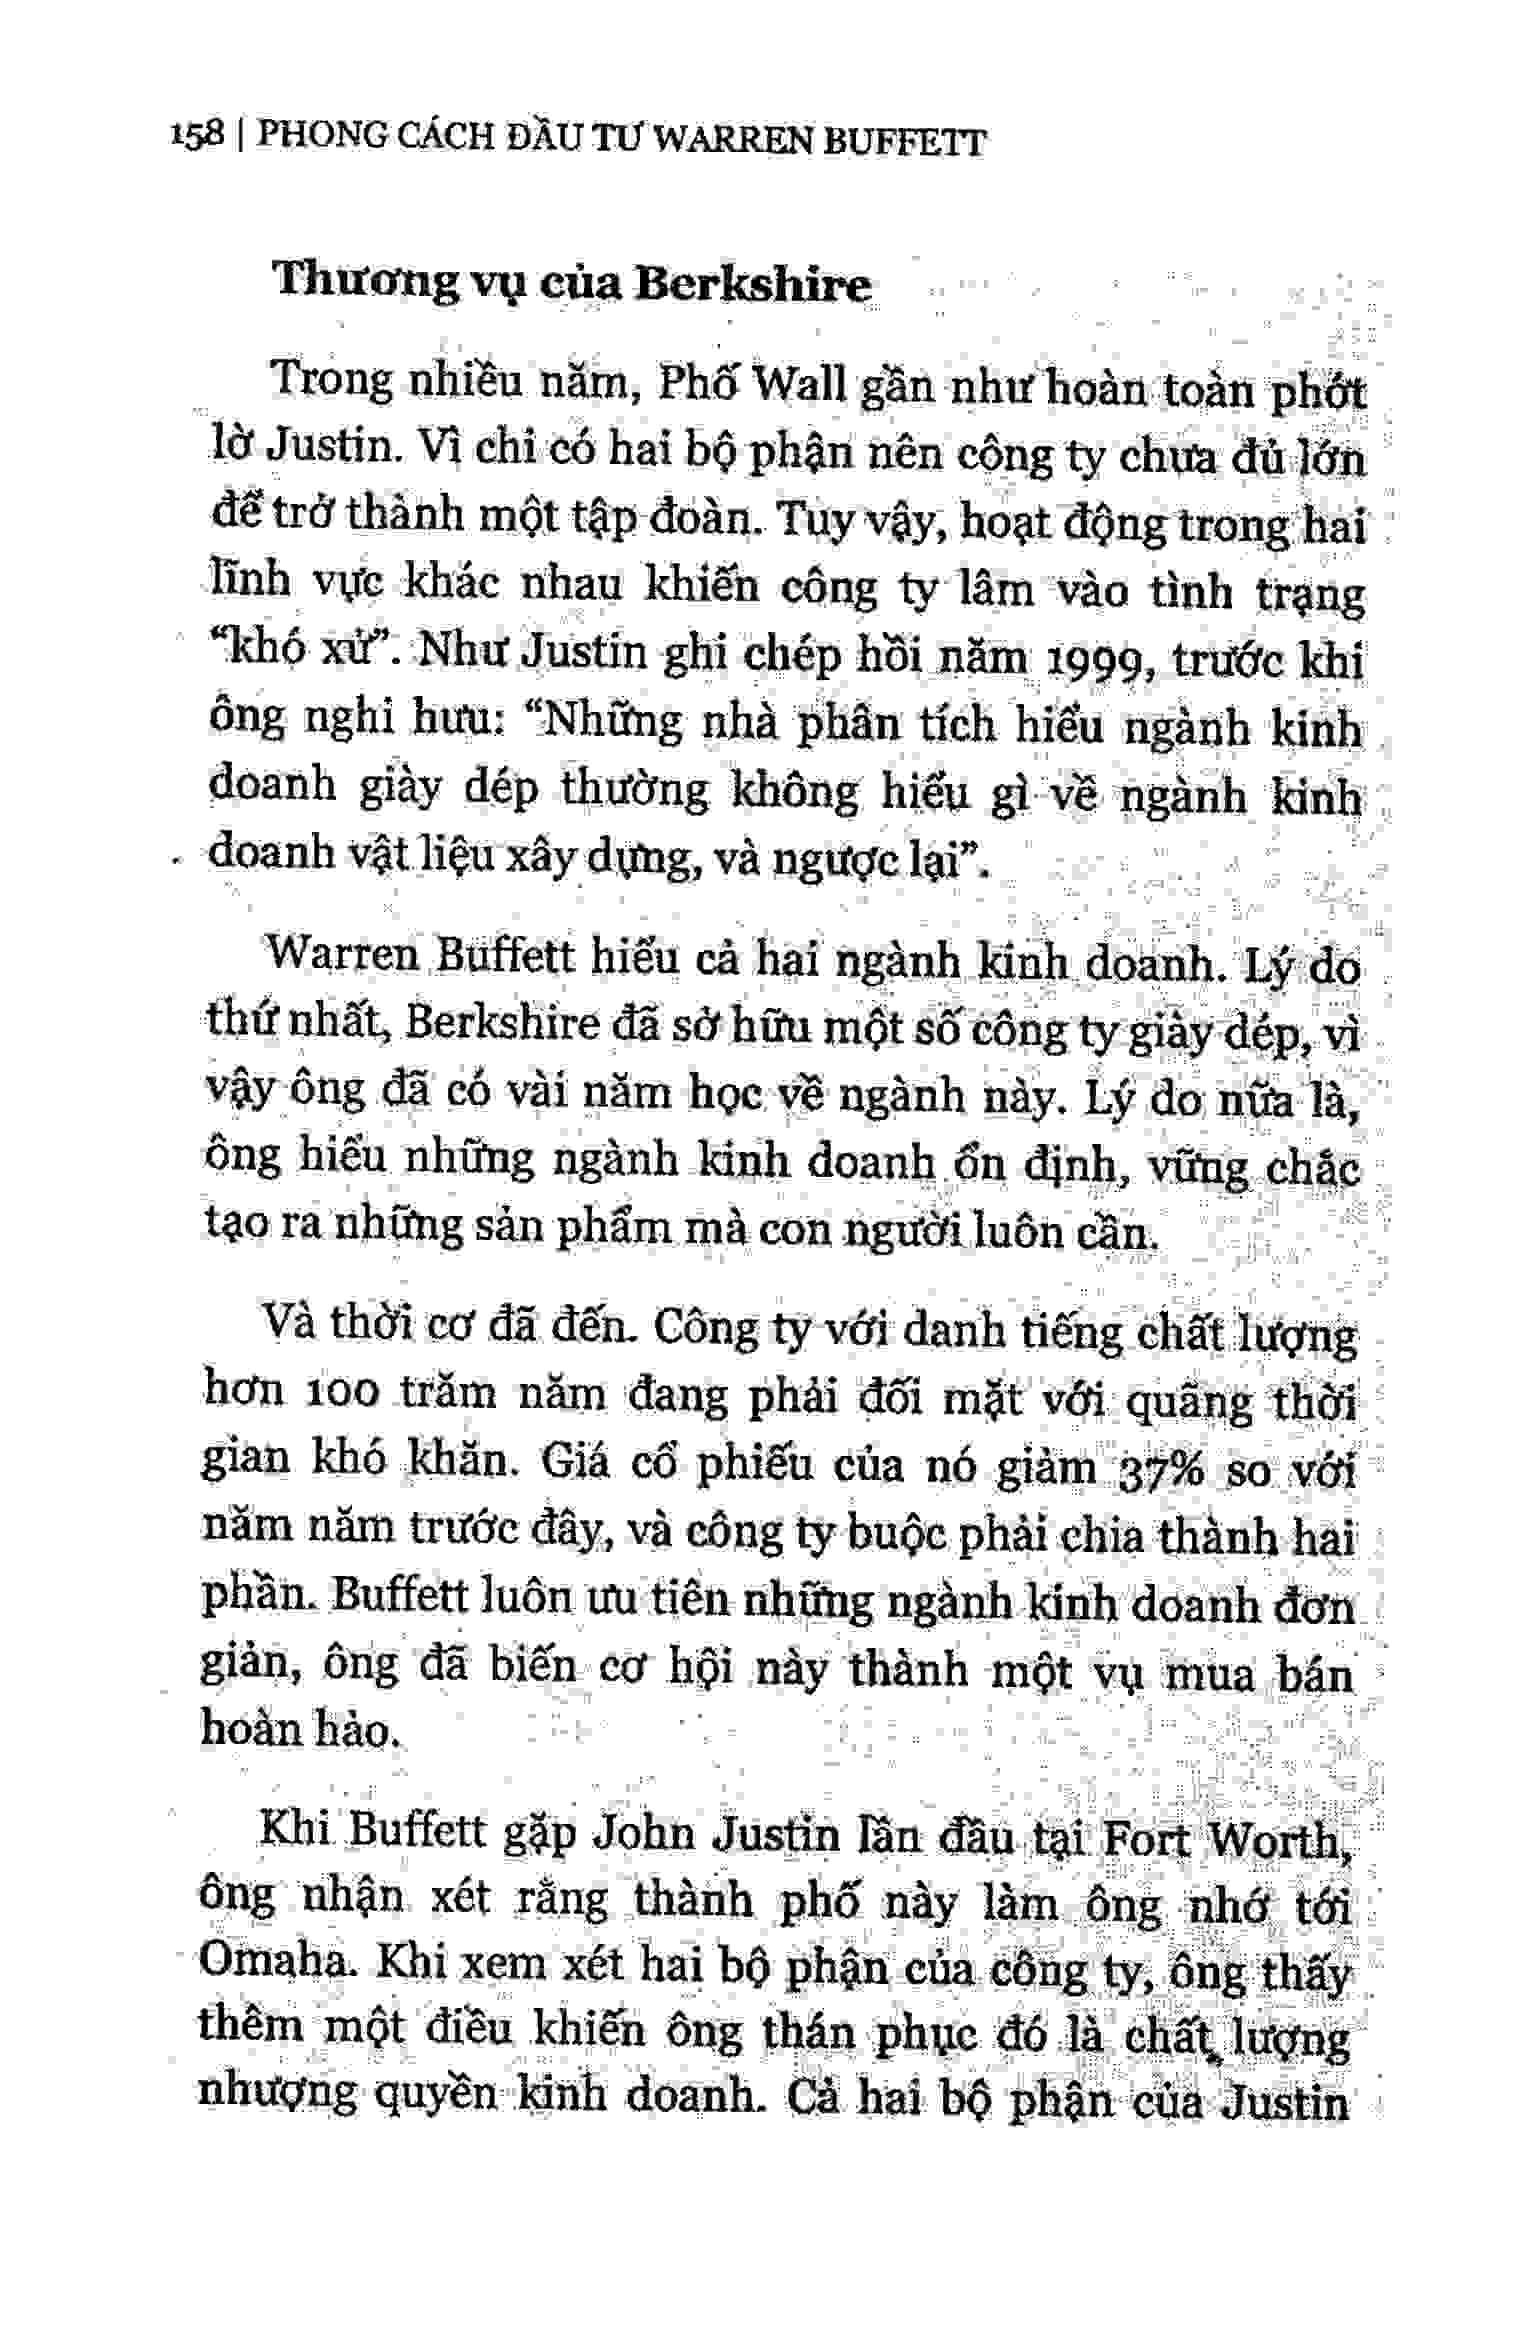 158 | PHONG CÁCH ĐẦU TƯ WARREN BUFFETT
Thương vụ của Berkshire
Trong nhiều năm, Phố Wall gần như hoàn toàn phớt
lờ Justin. Vì chỉ có hai bộ phận nên công ty chưa đủ lớn
để trở thành một tập đoàn. Tuy vậy, hoạt động trong hai
lĩnh vực khác nhau khiến công ty lâm vào tình trạng
“khó xử”. Như Justin ghi chép hồi năm 1999, trước khi
ông nghỉ hưu: “Những nhà phân tích hiểu ngành kinh
doanh giày dép thường không hiểu gì về ngành kinh
doanh vật liệu xây dựng, và ngược lại”.
Warren Buffett hiểu cả hai ngành kinh doanh. Lý do
thứ nhất, Berkshire đã sở hữu một số công ty giày dép, vì
vậy ông đã có vài năm học về ngành này. Lý do nữa là,
ông hiểu những ngành kinh doanh ổn định, vững chắc
tạo ra những sản phẩm mà con người luôn cần.
Và thời cơ đã đến. Công ty với danh tiếng chất lượng
hơn 100 trăm năm đang phải đối mặt với quãng thời
gian khó khăn. Giá cổ phiếu của nó giảm 37% so với
năm năm trước đây, và công ty buộc phải chia thành hai
phần. Buffett luôn ưu tiên những ngành kinh doanh đơn
giản, ông đã biến cơ hội này thành một vụ mua bán
hoàn hảo.
Khi Buffett gặp John Justin lần đầu tại Fort Worth,
ông nhận xét rằng thành phố này làm ông nhớ tới
Omaha. Khi xem xét hai bộ phận của công ty, ông thấy
thêm một điều khiến ông thán phục đó là chất lượng
nhượng quyền kinh doanh. Cả hai bộ phận của Justin